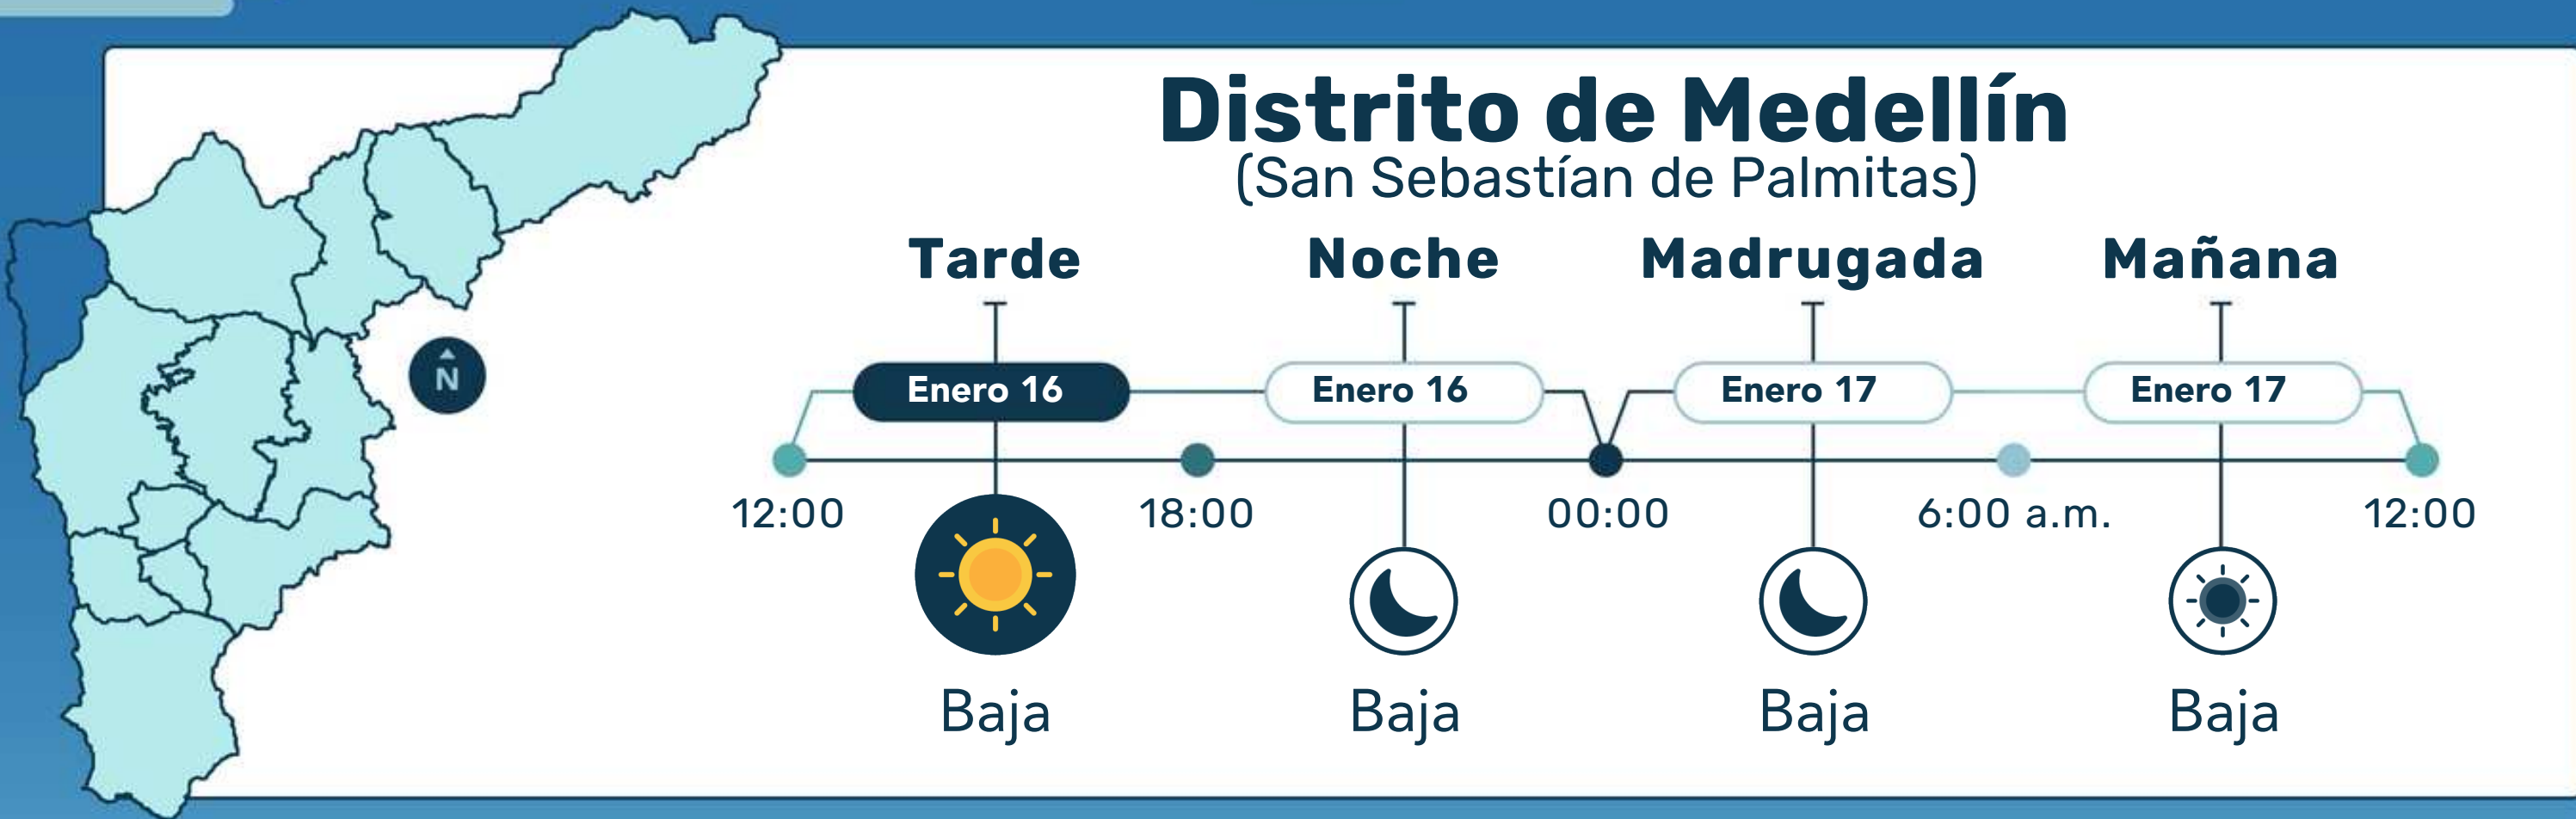 Distrito de Medellín
(San Sebastían de Palmitas)
Tarde Noche Madrugada Mañana
Enero 16 Enero 16 Enero 17 Enero 17
N
12:00 18:00 00:00 6:00 a.m. 12:00
Baja Baja Baja Baja